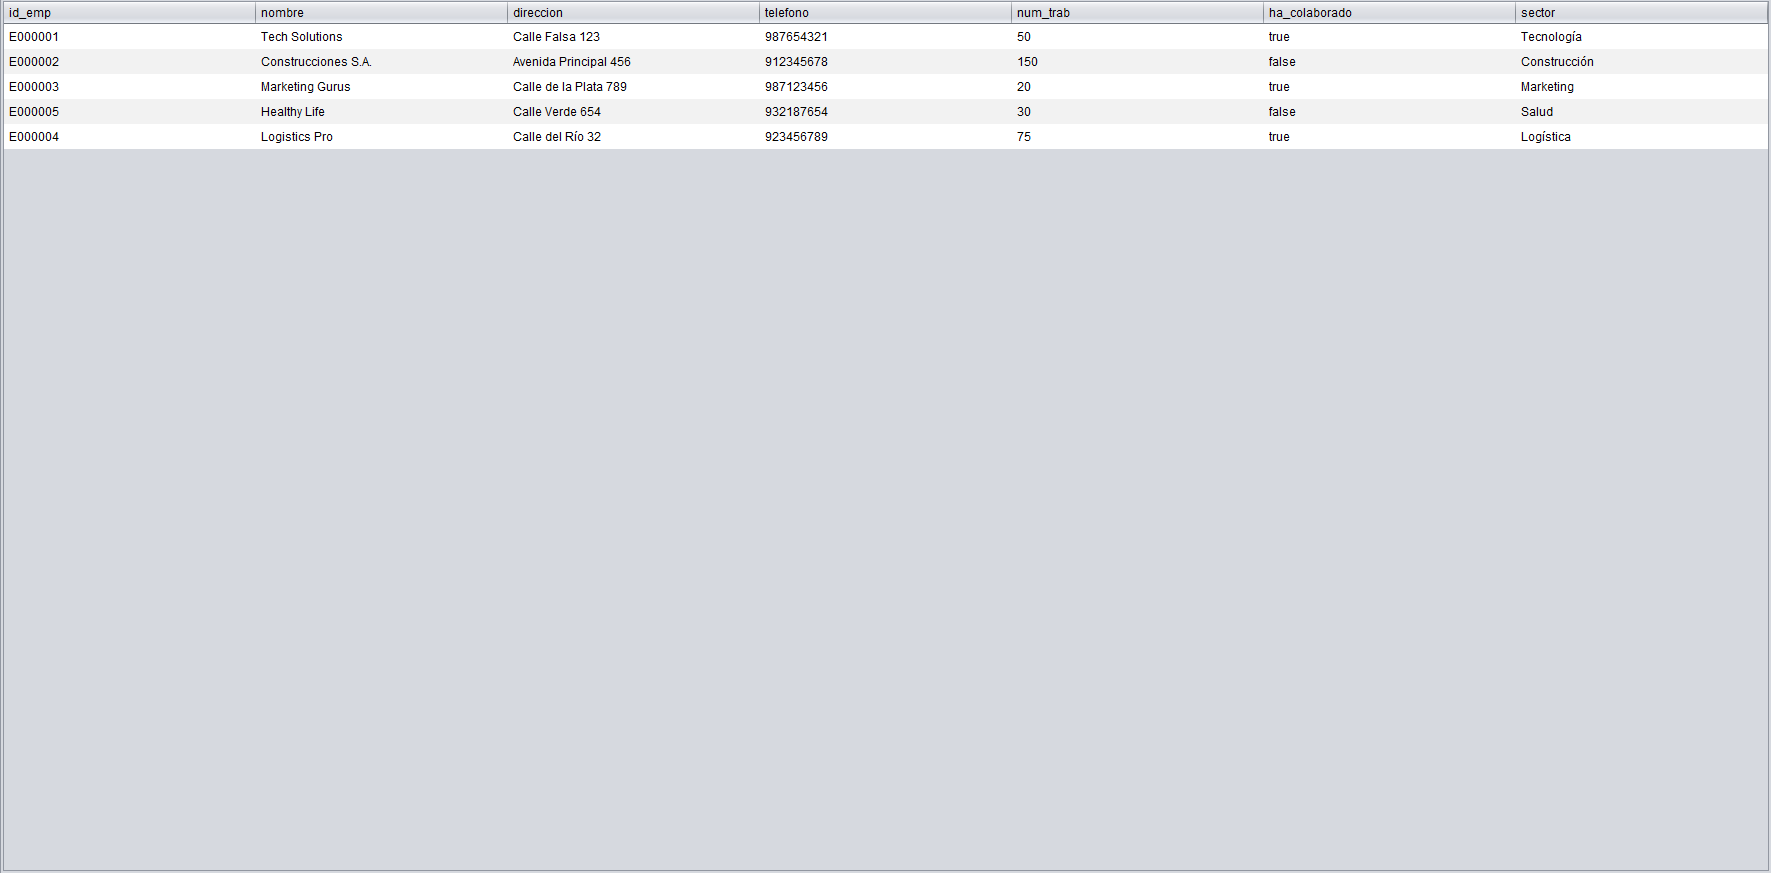 id_emp nombre direccion telefono num_trab ha_colaborado sector
E000001 Tech Solutions Calle Falsa 123 987654321 50 true Tecnología
E000002 Construcciones S.A. Avenida Principal 456 912345678 150 false Construcción
E000003 Marketing Gurus Calle de la Plata 789 987123456 20 true Marketing
E000005 Healthy Life Calle Verde 654 932187654 30 false Salud
E000004 Logistics Pro Calle del Río 32 923456789 75 true Logística